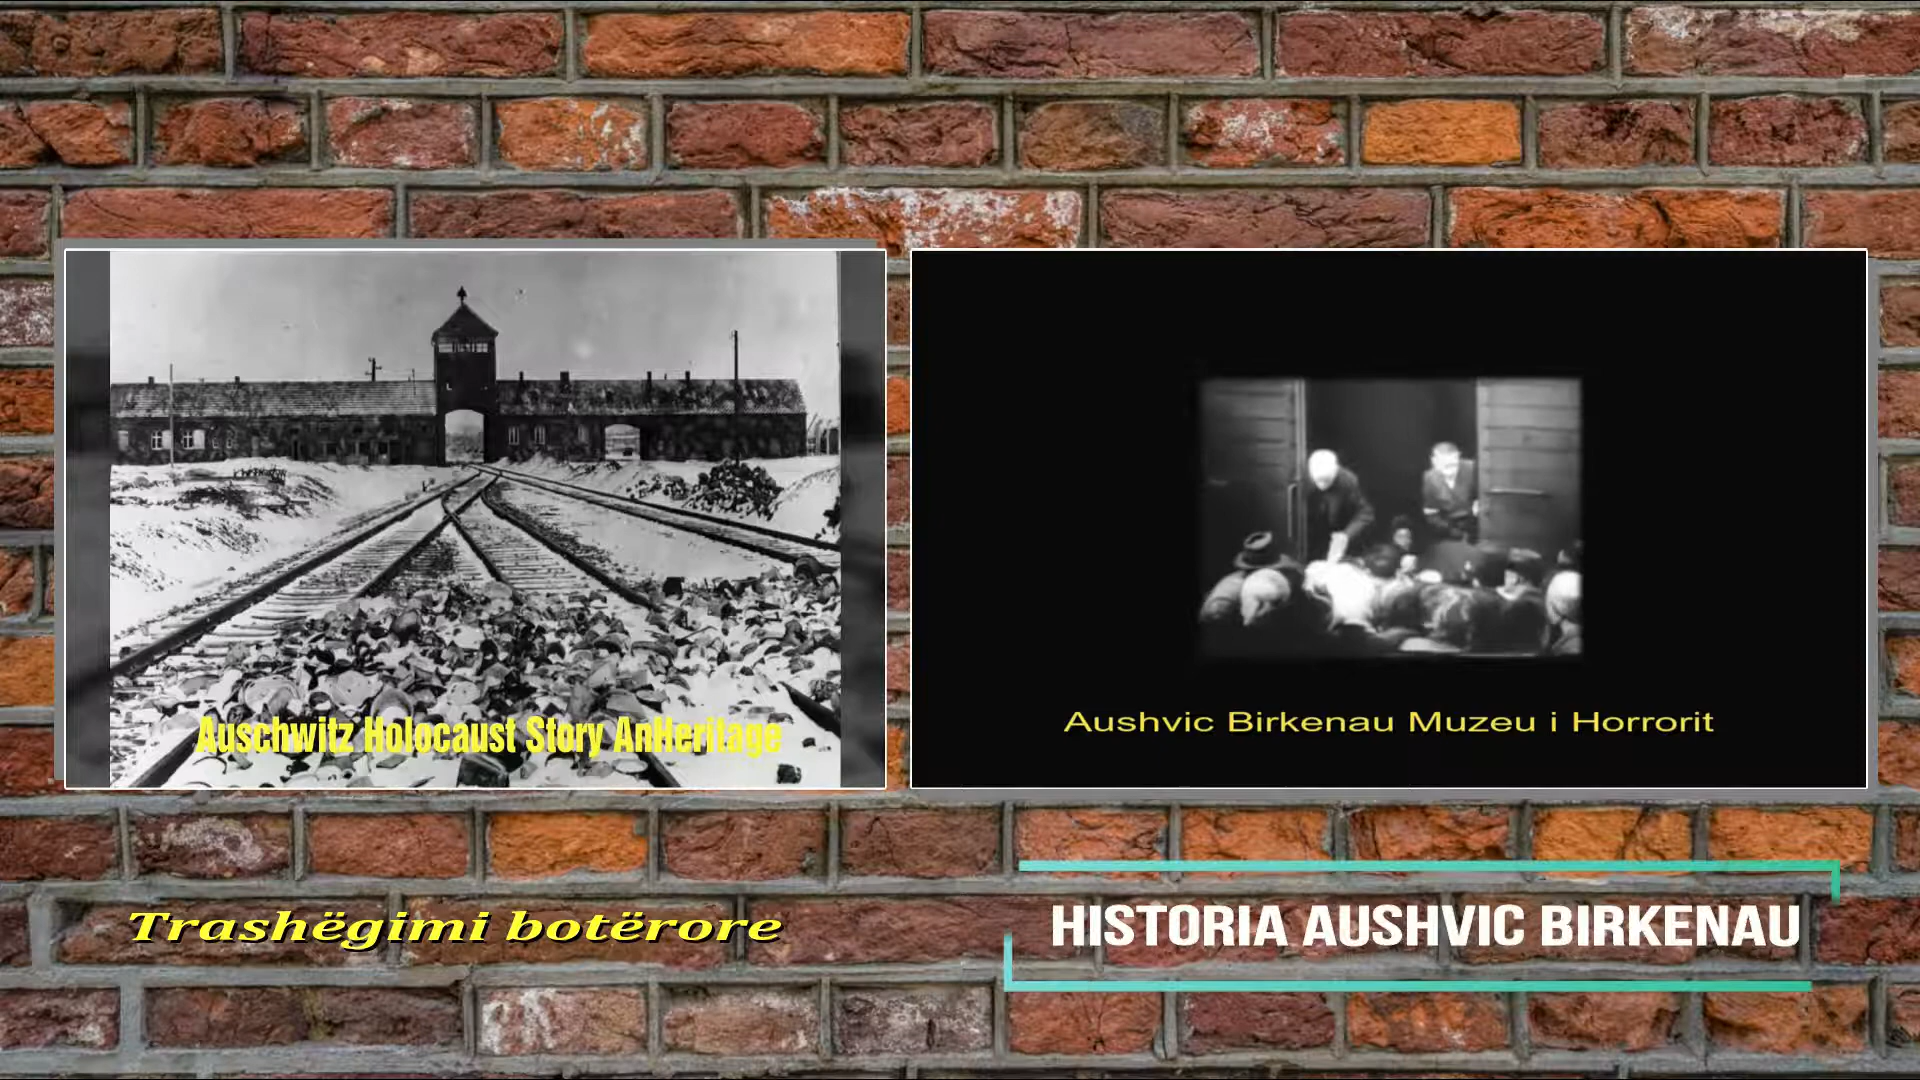 Auschwitz Holocaust Story AnHeritage
Aushvic Birkenau Muzeu i Horrorit
Trashëgimi botërore
HISTORIA AUSHVIC BIRKENAU